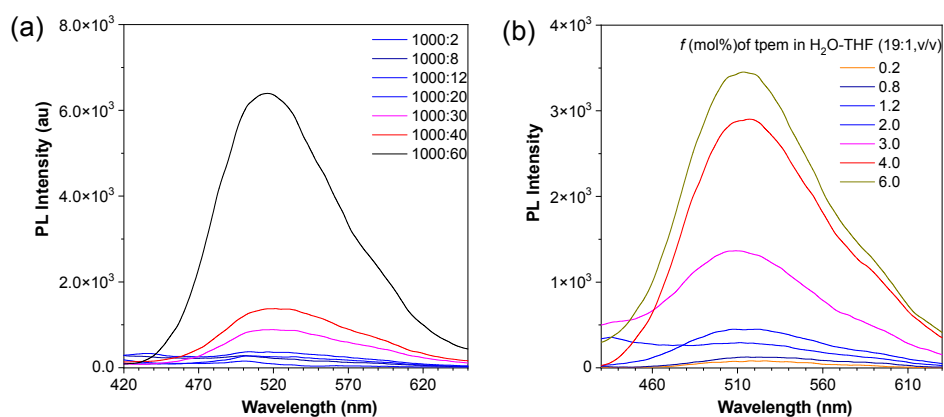 (a)
8.0×10³
6.0×10³
4.0×10³
2.0×10³
0.0
PL Intensity (au)
420 470 520 570 620
Wavelength (nm)
1000:2
1000:8
1000:12
1000:20
1000:30
1000:40
1000:60
(b)
4×10³
3×10³
2×10³
1×10³
0
PL Intensity
460 510 560 610
Wavelength (nm)
f (mol%)of tpem in H₂O-THF (19:1,v/v)
0.2
0.8
1.2
2.0
3.0
4.0
6.0